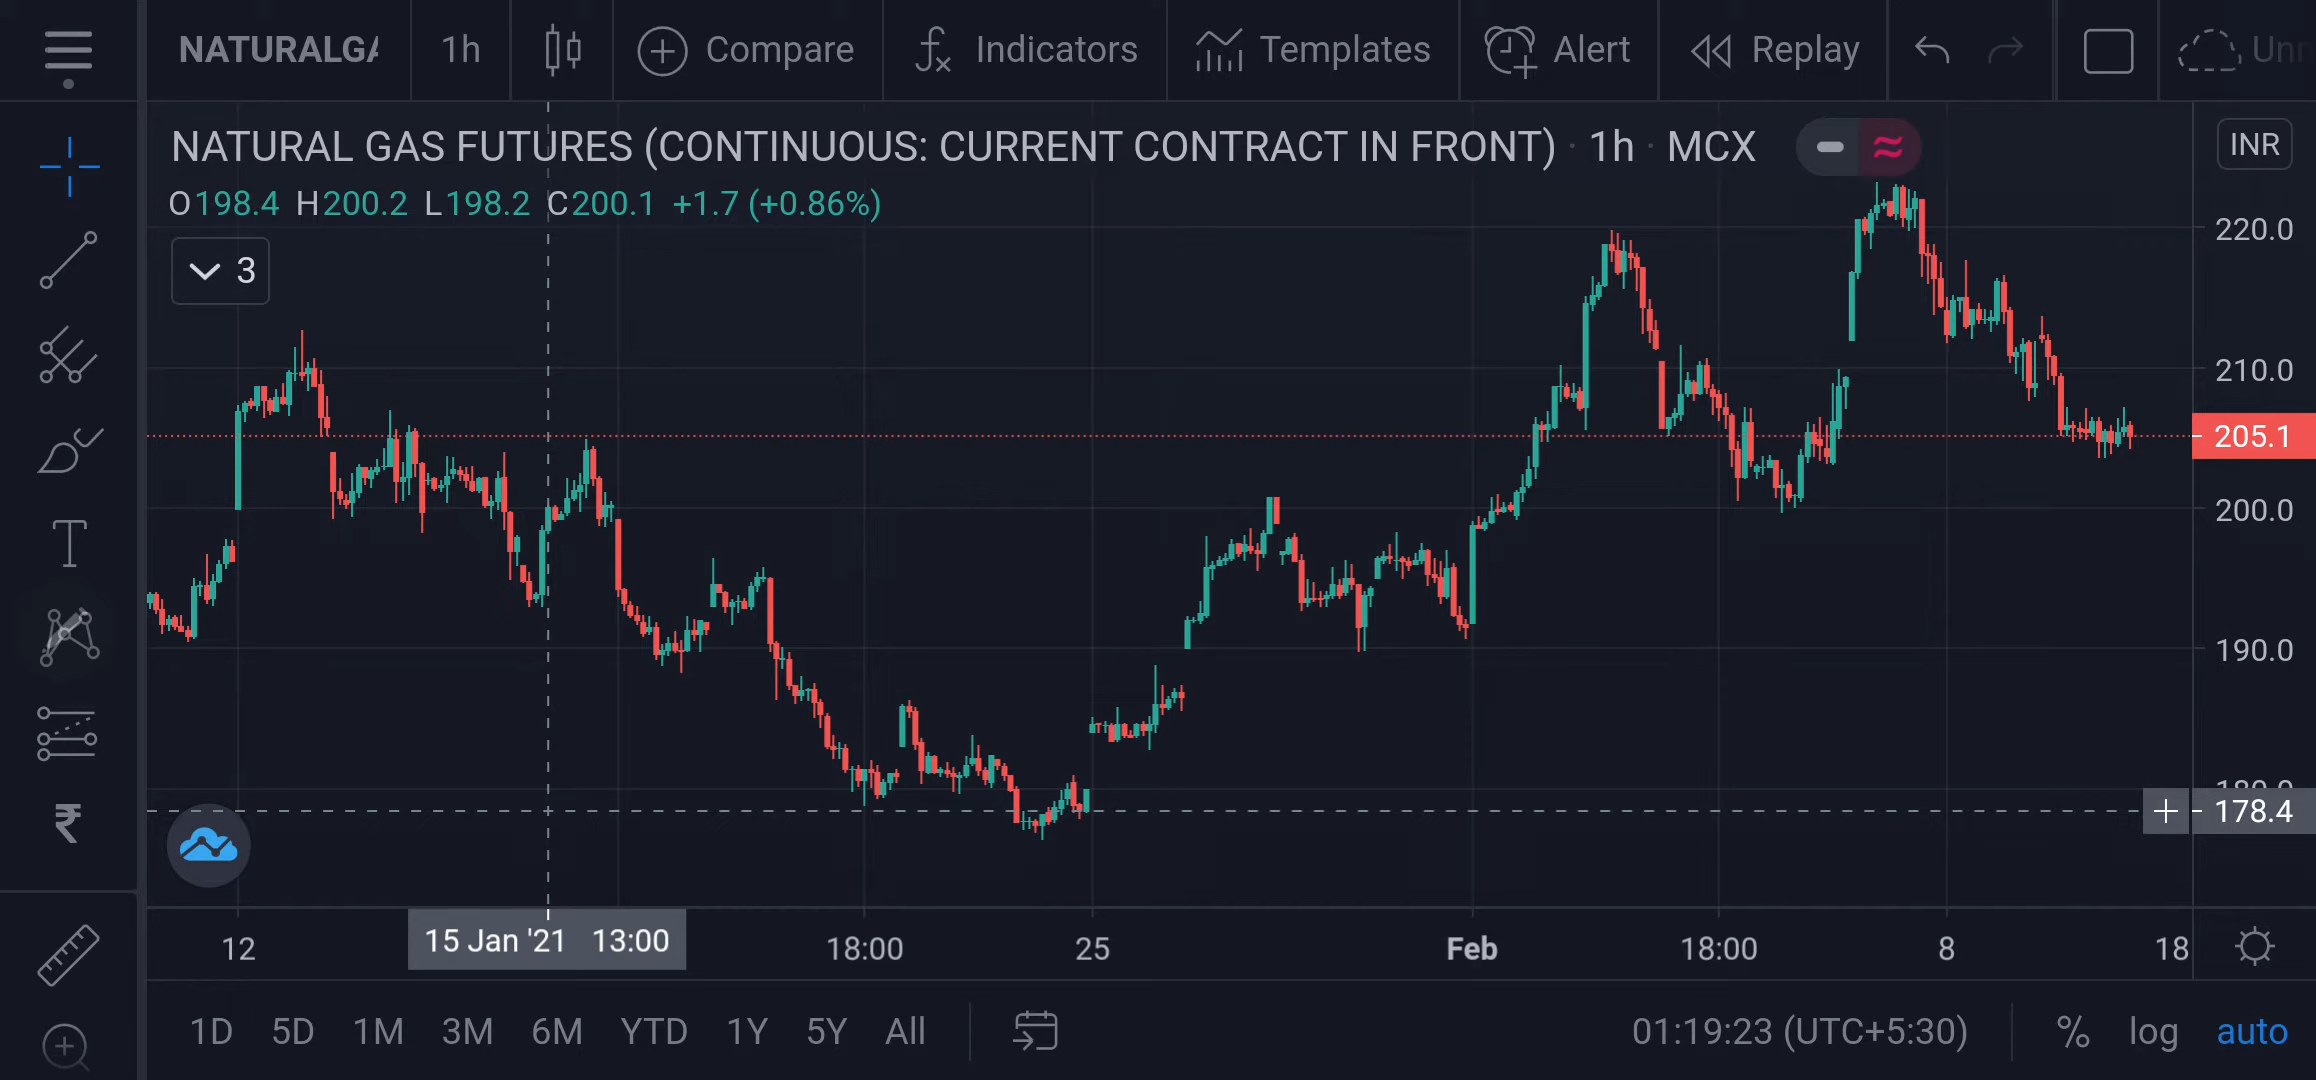 NATURALGA 1h Compare Indicators Templates Alert Replay
NATURAL GAS FUTURES (CONTINUOUS: CURRENT CONTRACT IN FRONT) · 1h · MCX INR
O198.4 H200.2 L198.2 C200.1 +1.7 (+0.86%)
3
220.0
210.0
205.1
200.0
190.0
178.4
12 15 Jan '21 13:00 18:00 25 Feb 18:00 8 18
1D 5D 1M 3M 6M YTD 1Y 5Y All 01:19:23 (UTC+5:30) % log auto